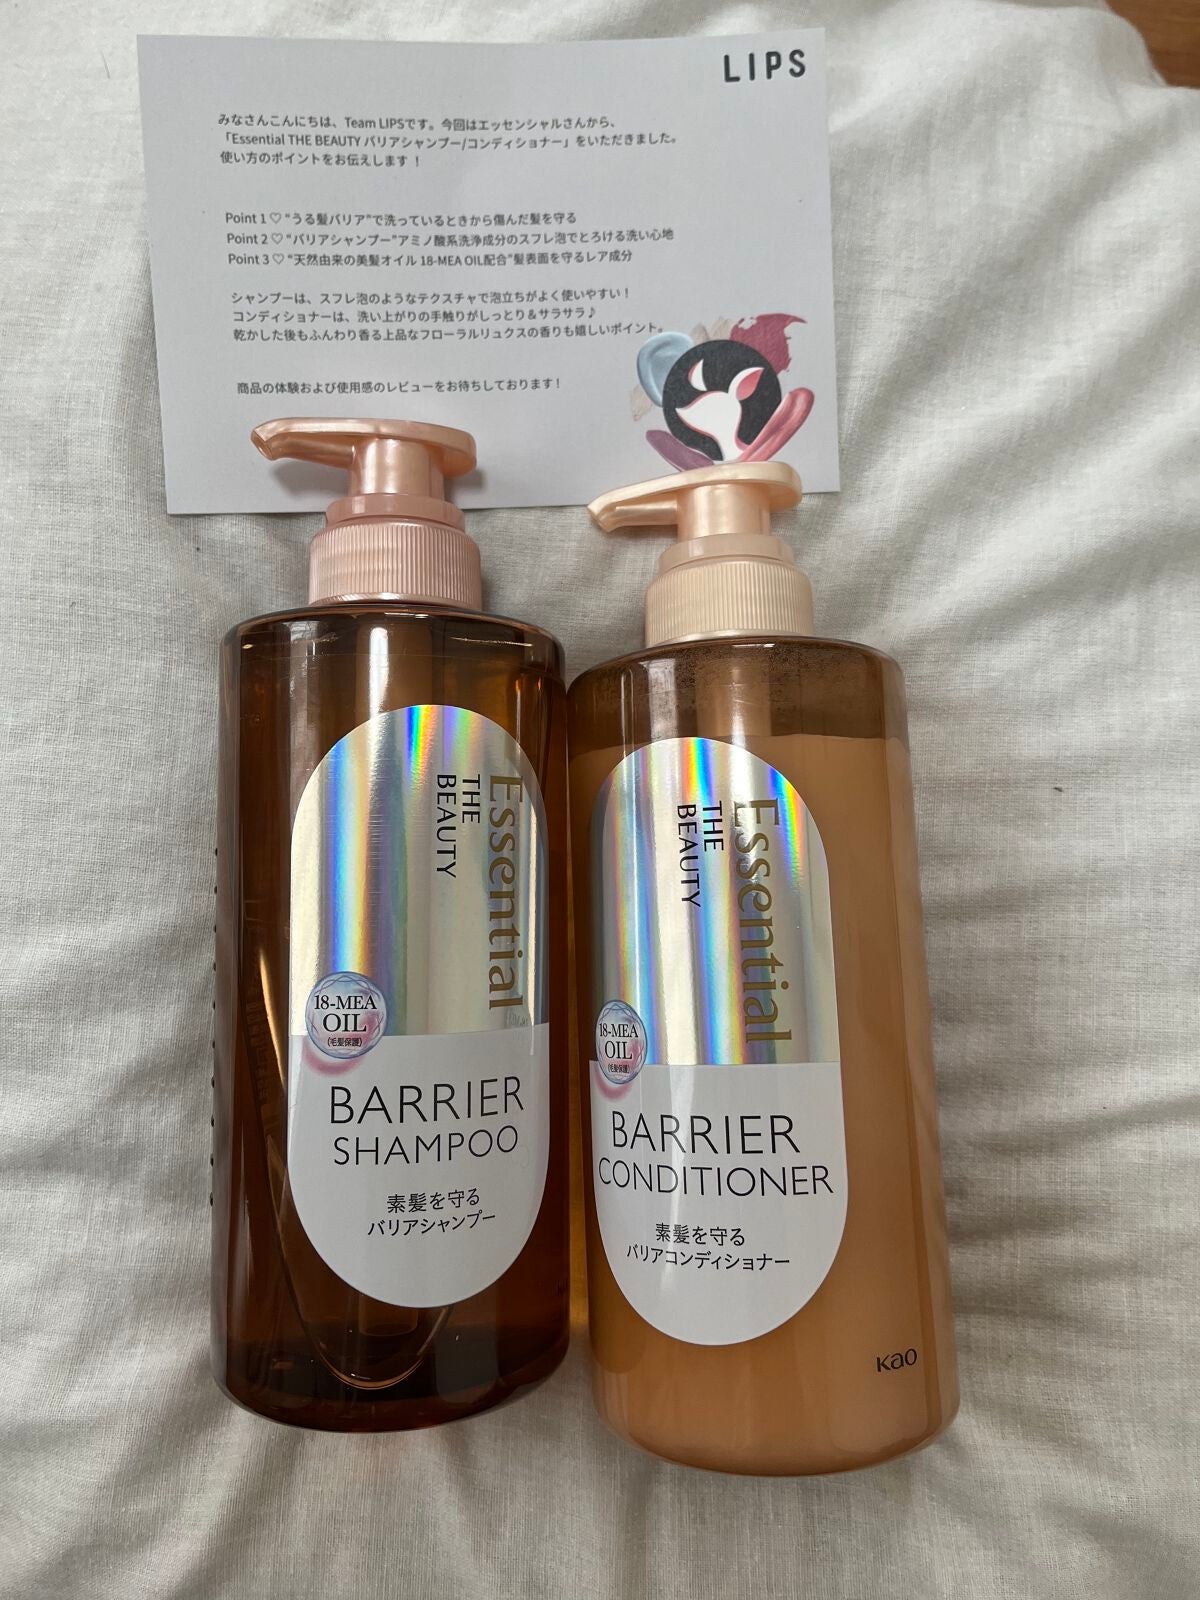 LIPS
みなさんこんにちは、Team LIPSです。今回はエッセンシャルさんから、
「Essential THE BEAUTY バリアシャンプー/コンディショナー」をいただきました。
使い方のポイントをお伝えします！
Point 1 ♡ “うる髪バリア”で洗っているときから傷んだ髪を守る
Point 2 ♡ “バリアシャンプー”アミノ酸系洗浄成分のスフレ泡でとろける洗い心地
Point 3 ♡ “天然由来の美髪オイル 18-MEA OIL配合”髪表面を守るレア成分
シャンプーは、スフレ泡のようなテクスチャで泡立ちがよく使いやすい！
コンディショナーは、洗い上がりの手触りがしっとり＆サラサラ♪
乾かした後もふんわり香る上品なフローラルリュクスの香りも嬉しいポイント。
商品の体験および使用感のレビューをお待ちしております！
Essential
THE
BEAUTY
18-MEA
OIL
(毛髪保護)
BARRIER
SHAMPOO
素髪を守る
バリアシャンプー
Essential
THE
BEAUTY
18-MEA
OIL
(毛髪保護)
BARRIER
CONDITIONER
素髪を守る
バリアコンディショナー
Kao